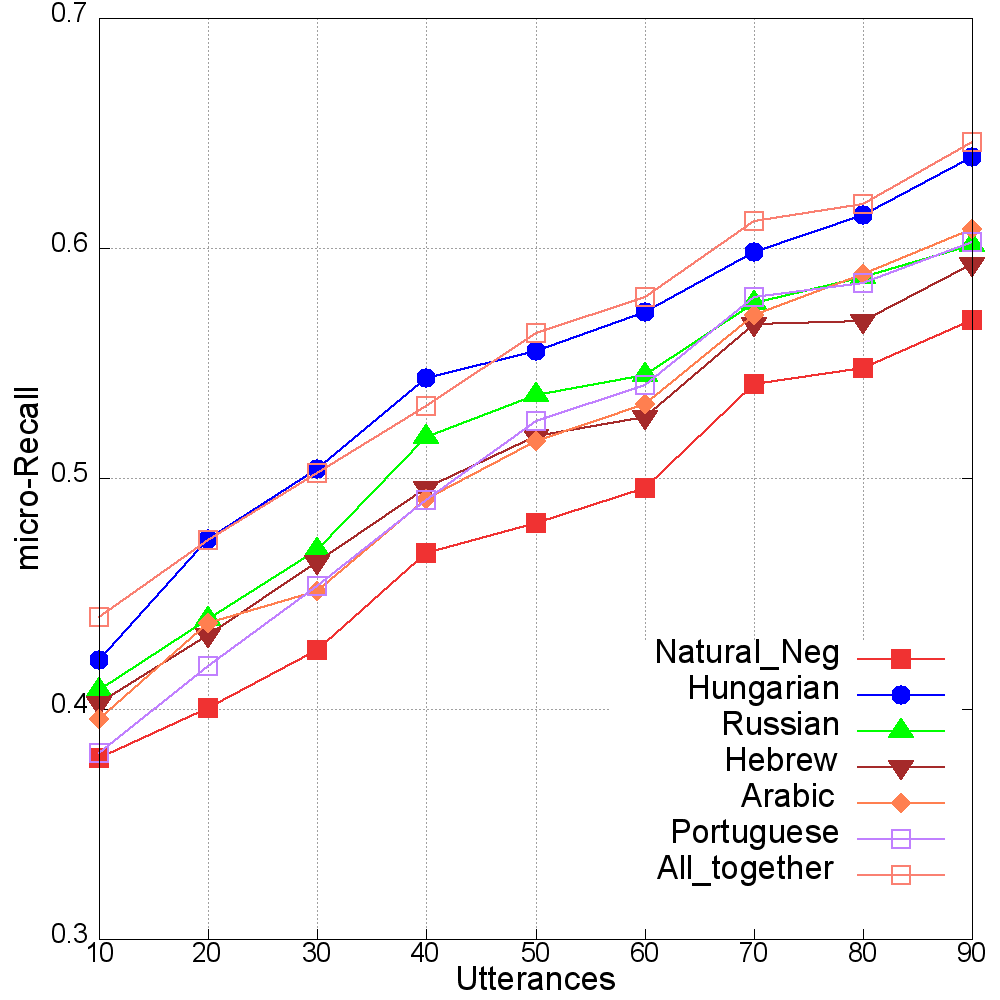 0.7
0.6
0.5
0.4
0.3
micro-Recall
10 20 30 40 50 60 70 80 90
Utterances
Natural_Neg
Hungarian
Russian
Hebrew
Arabic
Portuguese
All_together